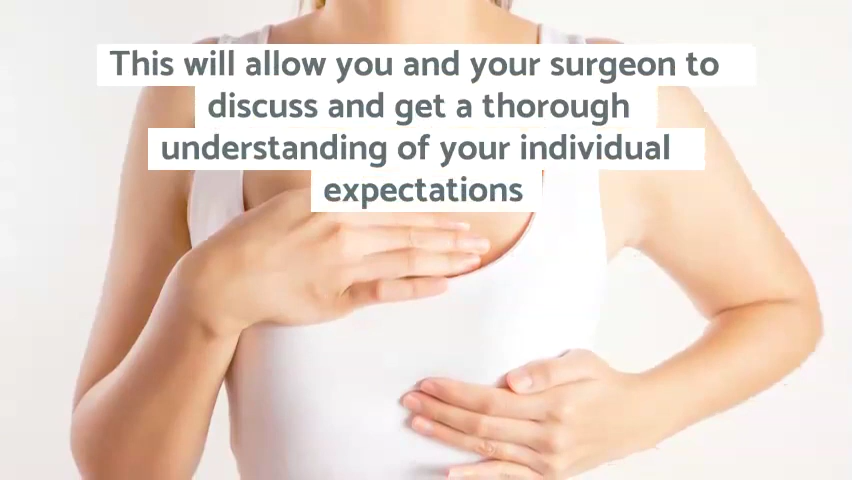 This will allow you and your surgeon to
discuss and get a thorough
understanding of your individual
expectations